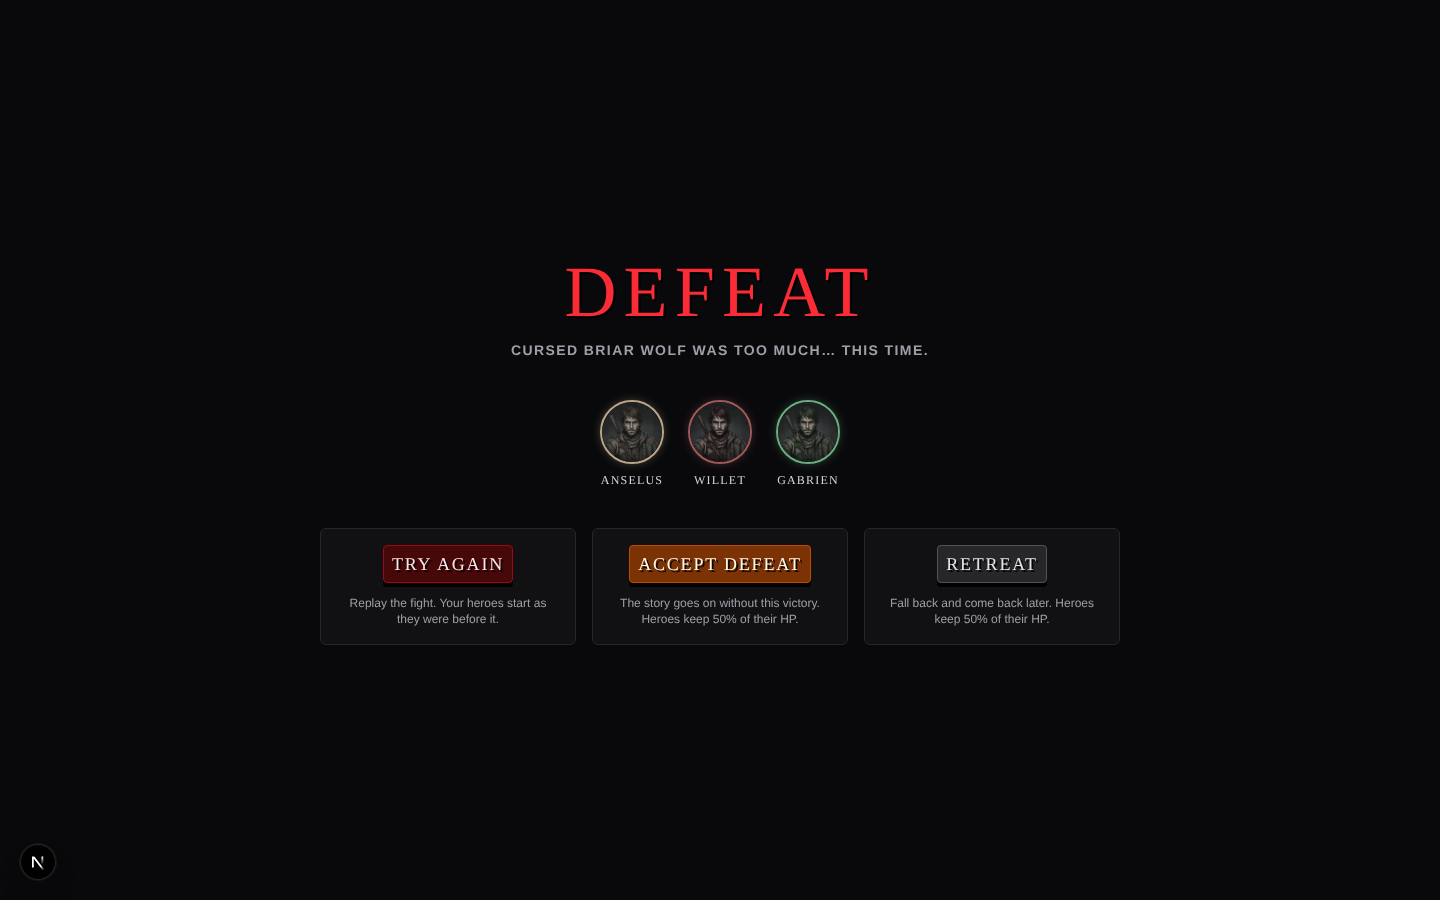 DEFEAT
CURSED BRIAR WOLF WAS TOO MUCH… THIS TIME.
ANSELUS
WILLET
GABRIEN
TRY AGAIN
Replay the fight. Your heroes start as
they were before it.
ACCEPT DEFEAT
The story goes on without this victory.
Heroes keep 50% of their HP.
RETREAT
Fall back and come back later. Heroes
keep 50% of their HP.
N